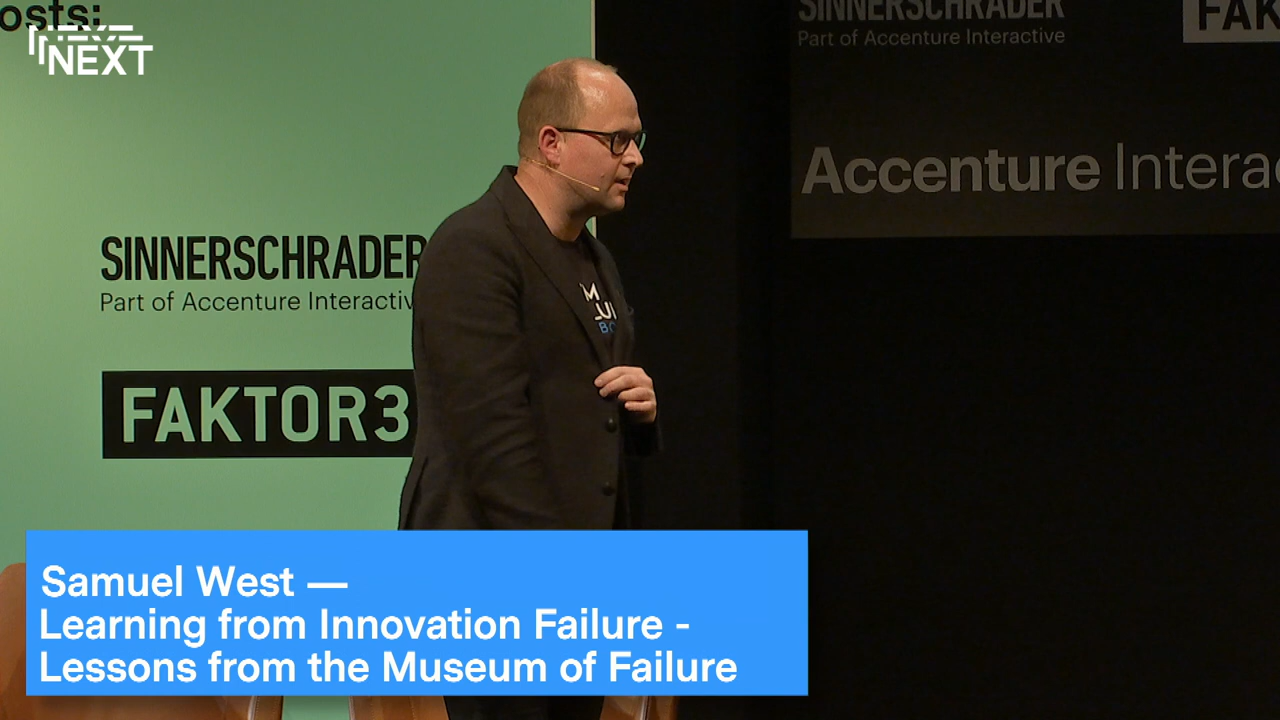 osts:
NEXT
SINNERSCHRADER
Part of Accenture Interactive
FAK
Accenture Interac
SINNERSCHRADER
Part of Accenture Interactiv
FAKTOR3
Samuel West —
Learning from Innovation Failure -
Lessons from the Museum of Failure